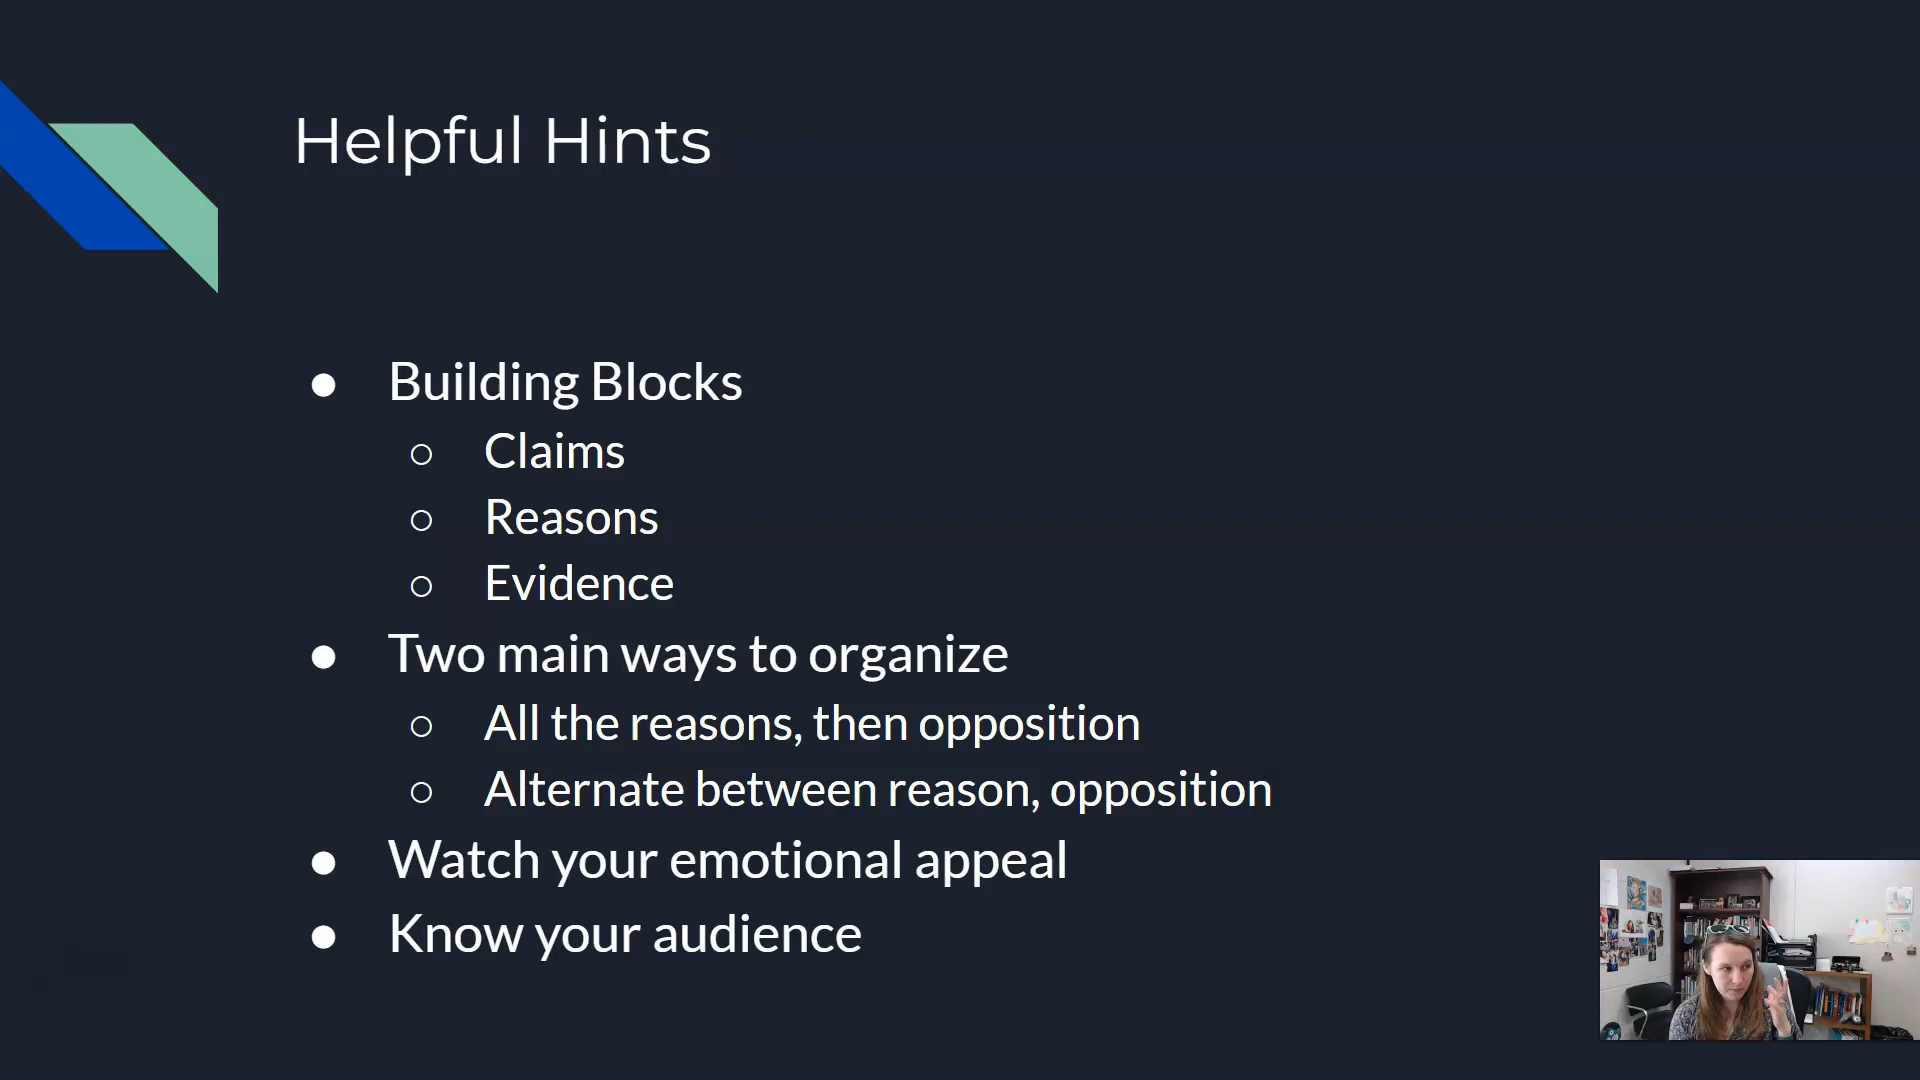 Helpful Hints
● Building Blocks
○ Claims
○ Reasons
○ Evidence
● Two main ways to organize
○ All the reasons, then opposition
○ Alternate between reason, opposition
● Watch your emotional appeal
● Know your audience